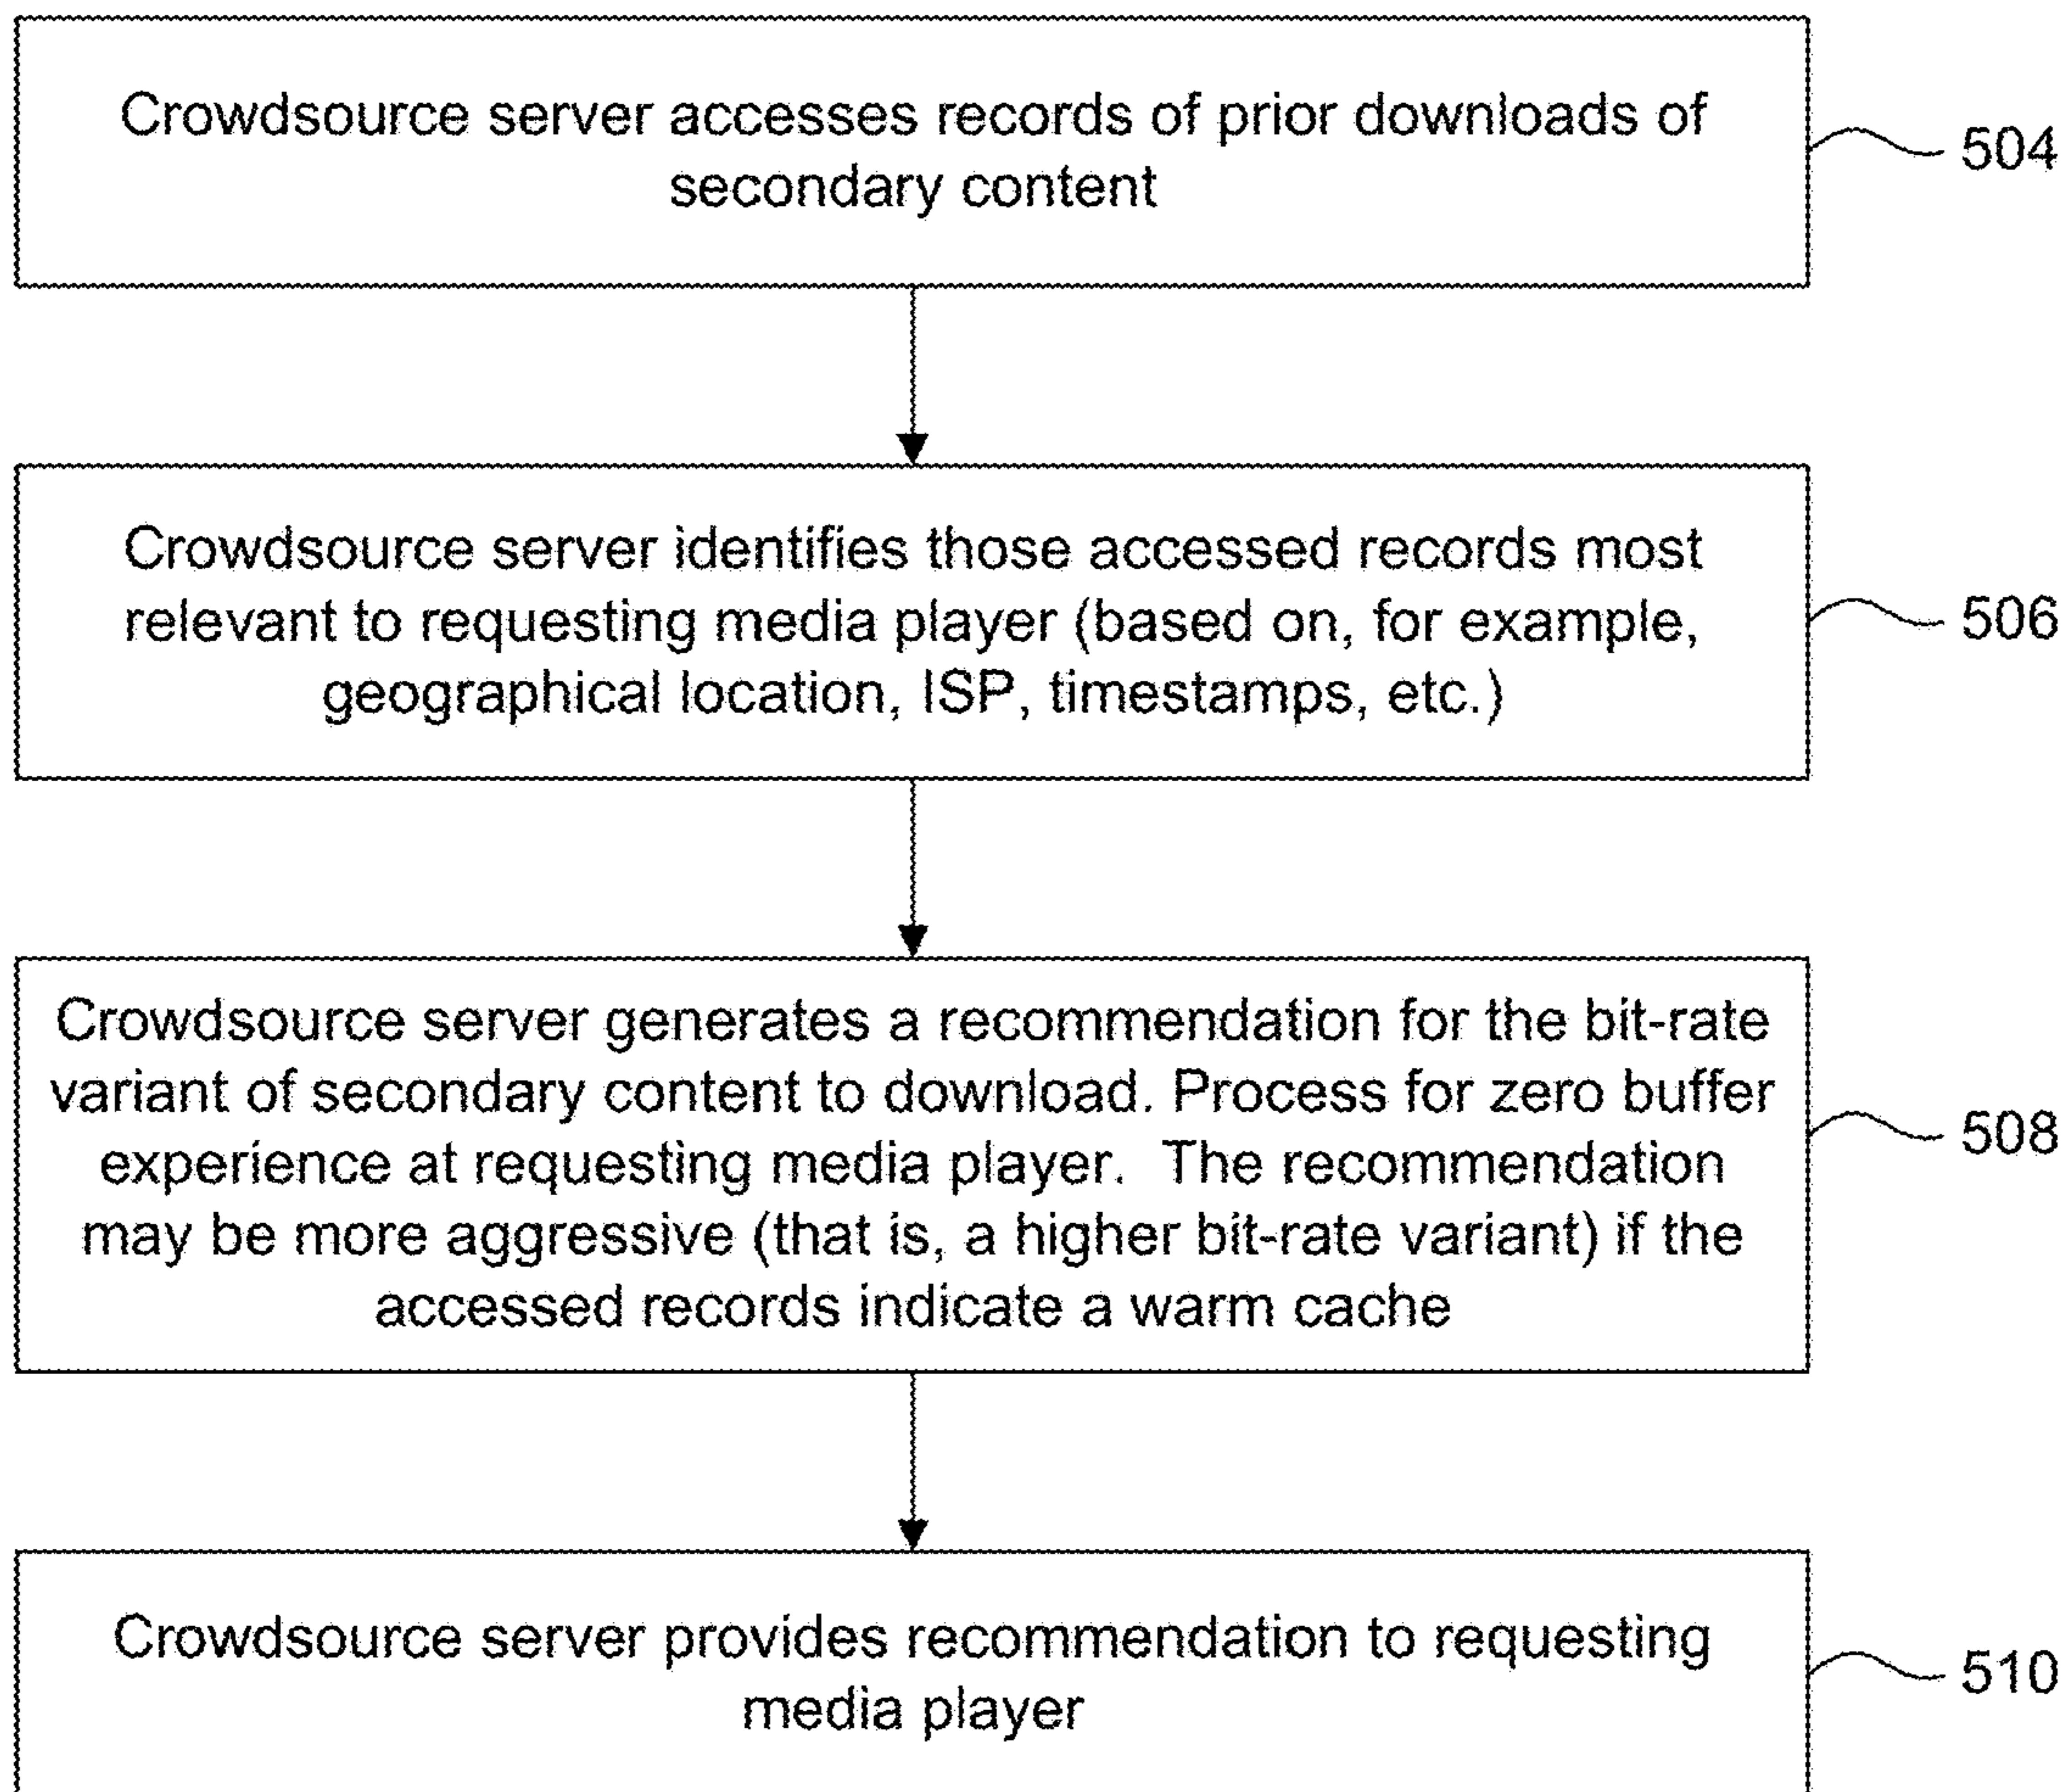 Crowdsource server accesses records of prior downloads of
secondary content
504
Crowdsource server identifies those accessed records most
relevant to requesting media player (based on, for example,
geographical location, ISP, timestamps, etc.)
506
Crowdsource server generates a recommendation for the bit-rate
variant of secondary content to download. Process for zero buffer
experience at requesting media player. The recommendation
may be more aggressive (that is, a higher bit-rate variant) if the
accessed records indicate a warm cache
508
Crowdsource server provides recommendation to requesting
media player
510